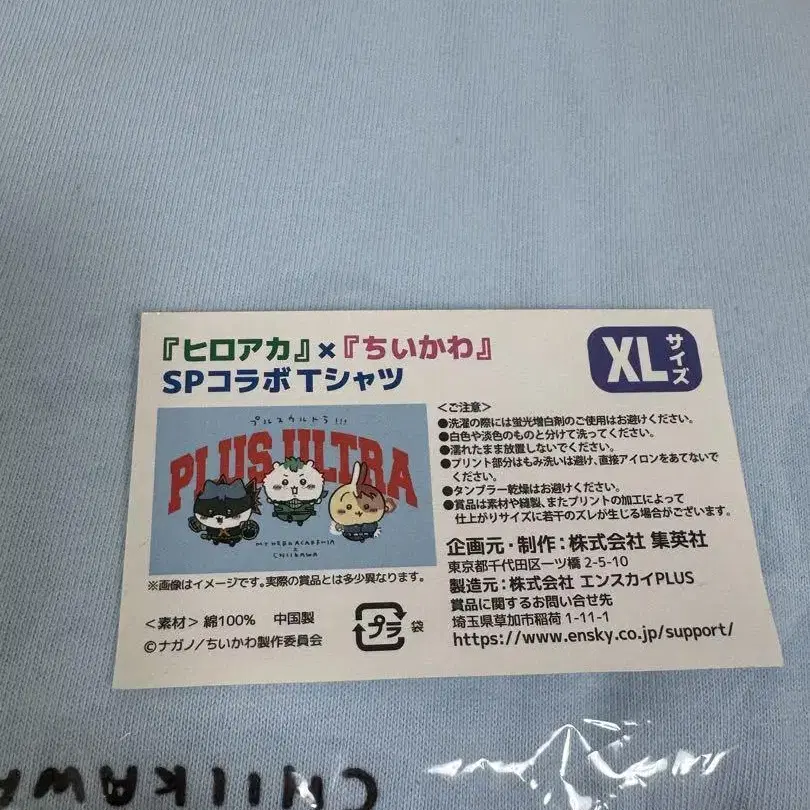 『ヒロアカ』×『ちいかわ』
SPコラボTシャツ
XLサイズ
プルスウルトラ!!!
PLUS ULTRA
MY HERO ACADEMIA
×
CHIIKAWA
※画像はイメージです。実際の賞品とは多少異なります。
＜素材＞綿100%　中国製
©ナガノ／ちいかわ製作委員会
プラ
袋
＜ご注意＞
●洗濯の際には蛍光増白剤のご使用はお避けください。
●白色や淡色のものと分けて洗ってください。
●濡れたまま放置しないでください。
●プリント部分はもみ洗いは避け、直接アイロンをあてないで
ください。
●タンブラー乾燥はお避けください。
●賞品は素材や縫製、またプリントの加工によって
仕上がりサイズに若干のズレが生じる場合がございます。
企画元・制作：株式会社 集英社
東京都千代田区一ツ橋 2-5-10
製造元：株式会社 エンスカイPLUS
賞品に関するお問い合せ先
埼玉県草加市稲荷 1-11-1
https://www.ensky.co.jp/support/
CHIIKAWA